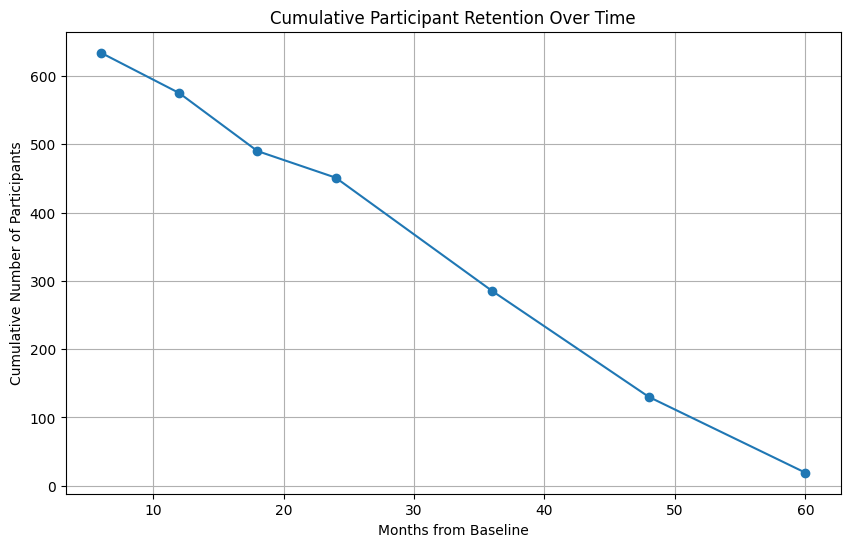 Cumulative Participant Retention Over Time
Cumulative Number of Participants
600
500
400
300
200
100
0
10 20 30 40 50 60
Months from Baseline